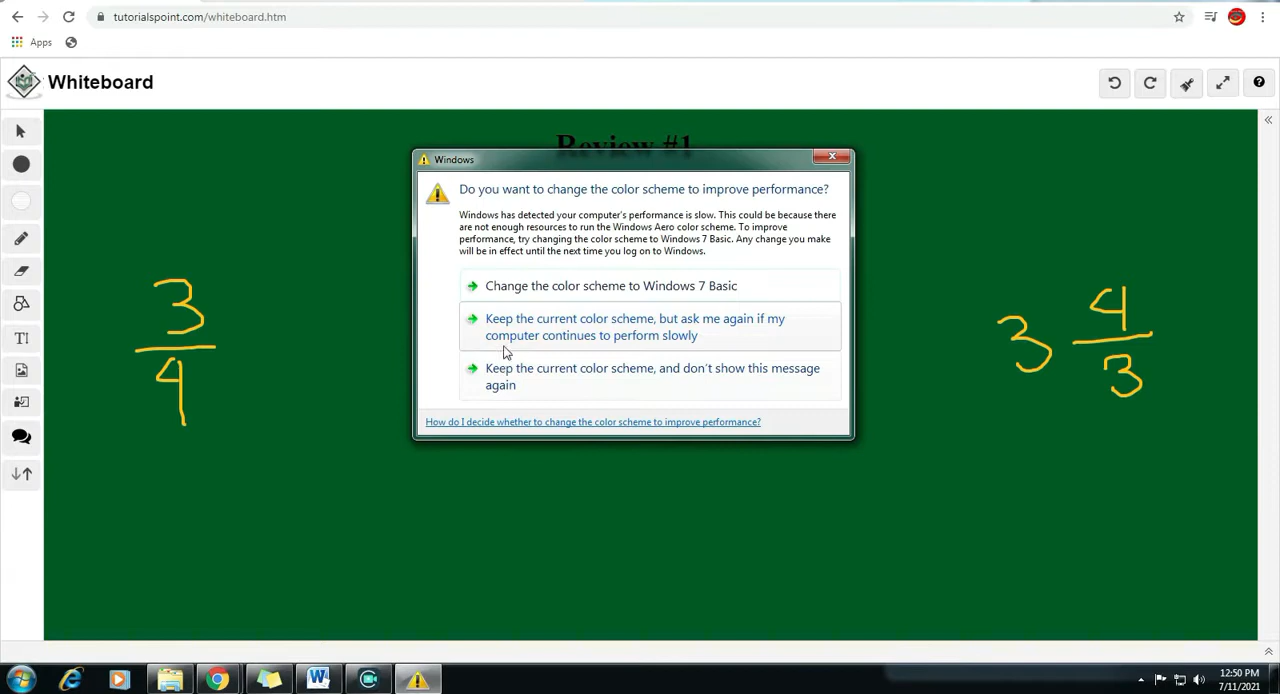 tutorialspoint.com/whiteboard.htm
Apps
Whiteboard
Review #1
Windows
Do you want to change the color scheme to improve performance?
Windows has detected your computer's performance is slow. This could be because there
are not enough resources to run the Windows Aero color scheme. To improve
performance, try changing the color scheme to Windows 7 Basic. Any change you make
will be in effect until the next time you log on to Windows.
Change the color scheme to Windows 7 Basic
Keep the current color scheme, but ask me again if my
computer continues to perform slowly
Keep the current color scheme, and don't show this message
again
How do I decide whether to change the color scheme to improve performance?
3
4
3 4
3
TI
12:50 PM
7/11/2021